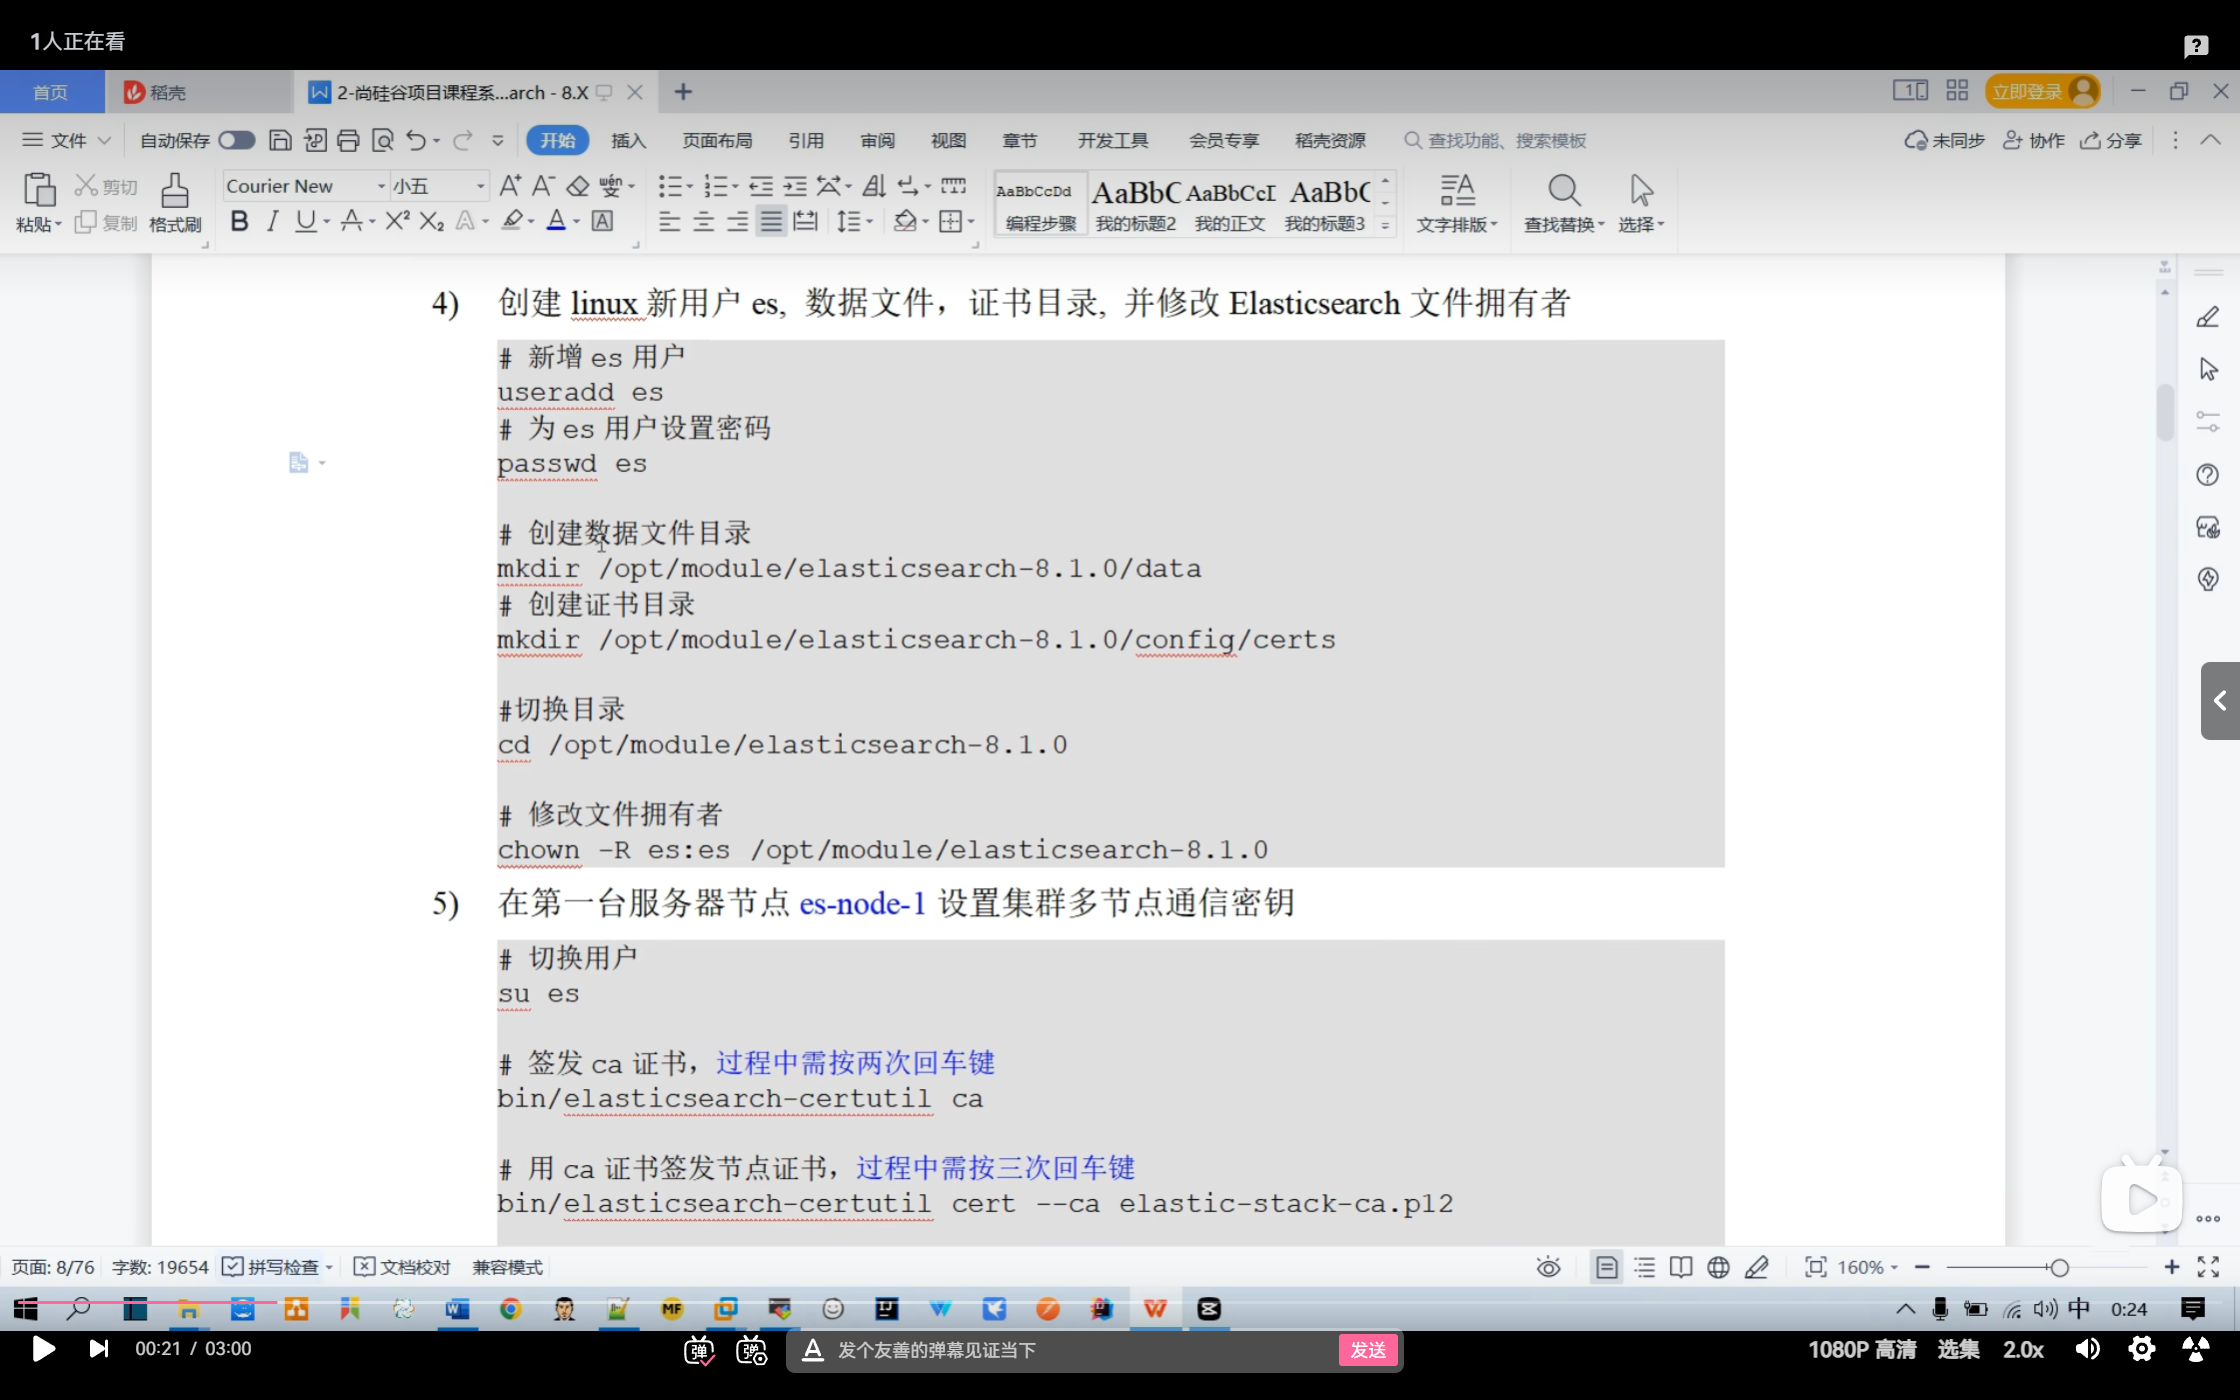 1人正在看
首页
稻壳
2-尚硅谷项目课程系...arch - 8.X
立即登录
文件
自动保存
开始
插入
页面布局
引用
审阅
视图
章节
开发工具
会员专享
稻壳资源
查找功能、搜索模板
未同步
协作
分享
粘贴
剪切
复制
格式刷
Courier New
小五
AaBbCcDd
编程步骤
AaBbC
我的标题2
AaBbCcI
我的正文
AaBbC
我的标题3
文字排版
查找替换
选择
4) 创建 linux 新用户 es, 数据文件，证书目录, 并修改 Elasticsearch 文件拥有者
# 新增 es 用户
useradd es
# 为 es 用户设置密码
passwd es
# 创建数据文件目录
mkdir /opt/module/elasticsearch-8.1.0/data
# 创建证书目录
mkdir /opt/module/elasticsearch-8.1.0/config/certs
#切换目录
cd /opt/module/elasticsearch-8.1.0
# 修改文件拥有者
chown -R es:es /opt/module/elasticsearch-8.1.0
5) 在第一台服务器节点 es-node-1 设置集群多节点通信密钥
# 切换用户
su es
# 签发 ca 证书，过程中需按两次回车键
bin/elasticsearch-certutil ca
# 用 ca 证书签发节点证书，过程中需按三次回车键
bin/elasticsearch-certutil cert --ca elastic-stack-ca.p12
页面: 8/76
字数: 19654
拼写检查
文档校对
兼容模式
160%
中
0:24
00:21 / 03:00
发个友善的弹幕见证当下
发送
1080P 高清
选集
2.0x